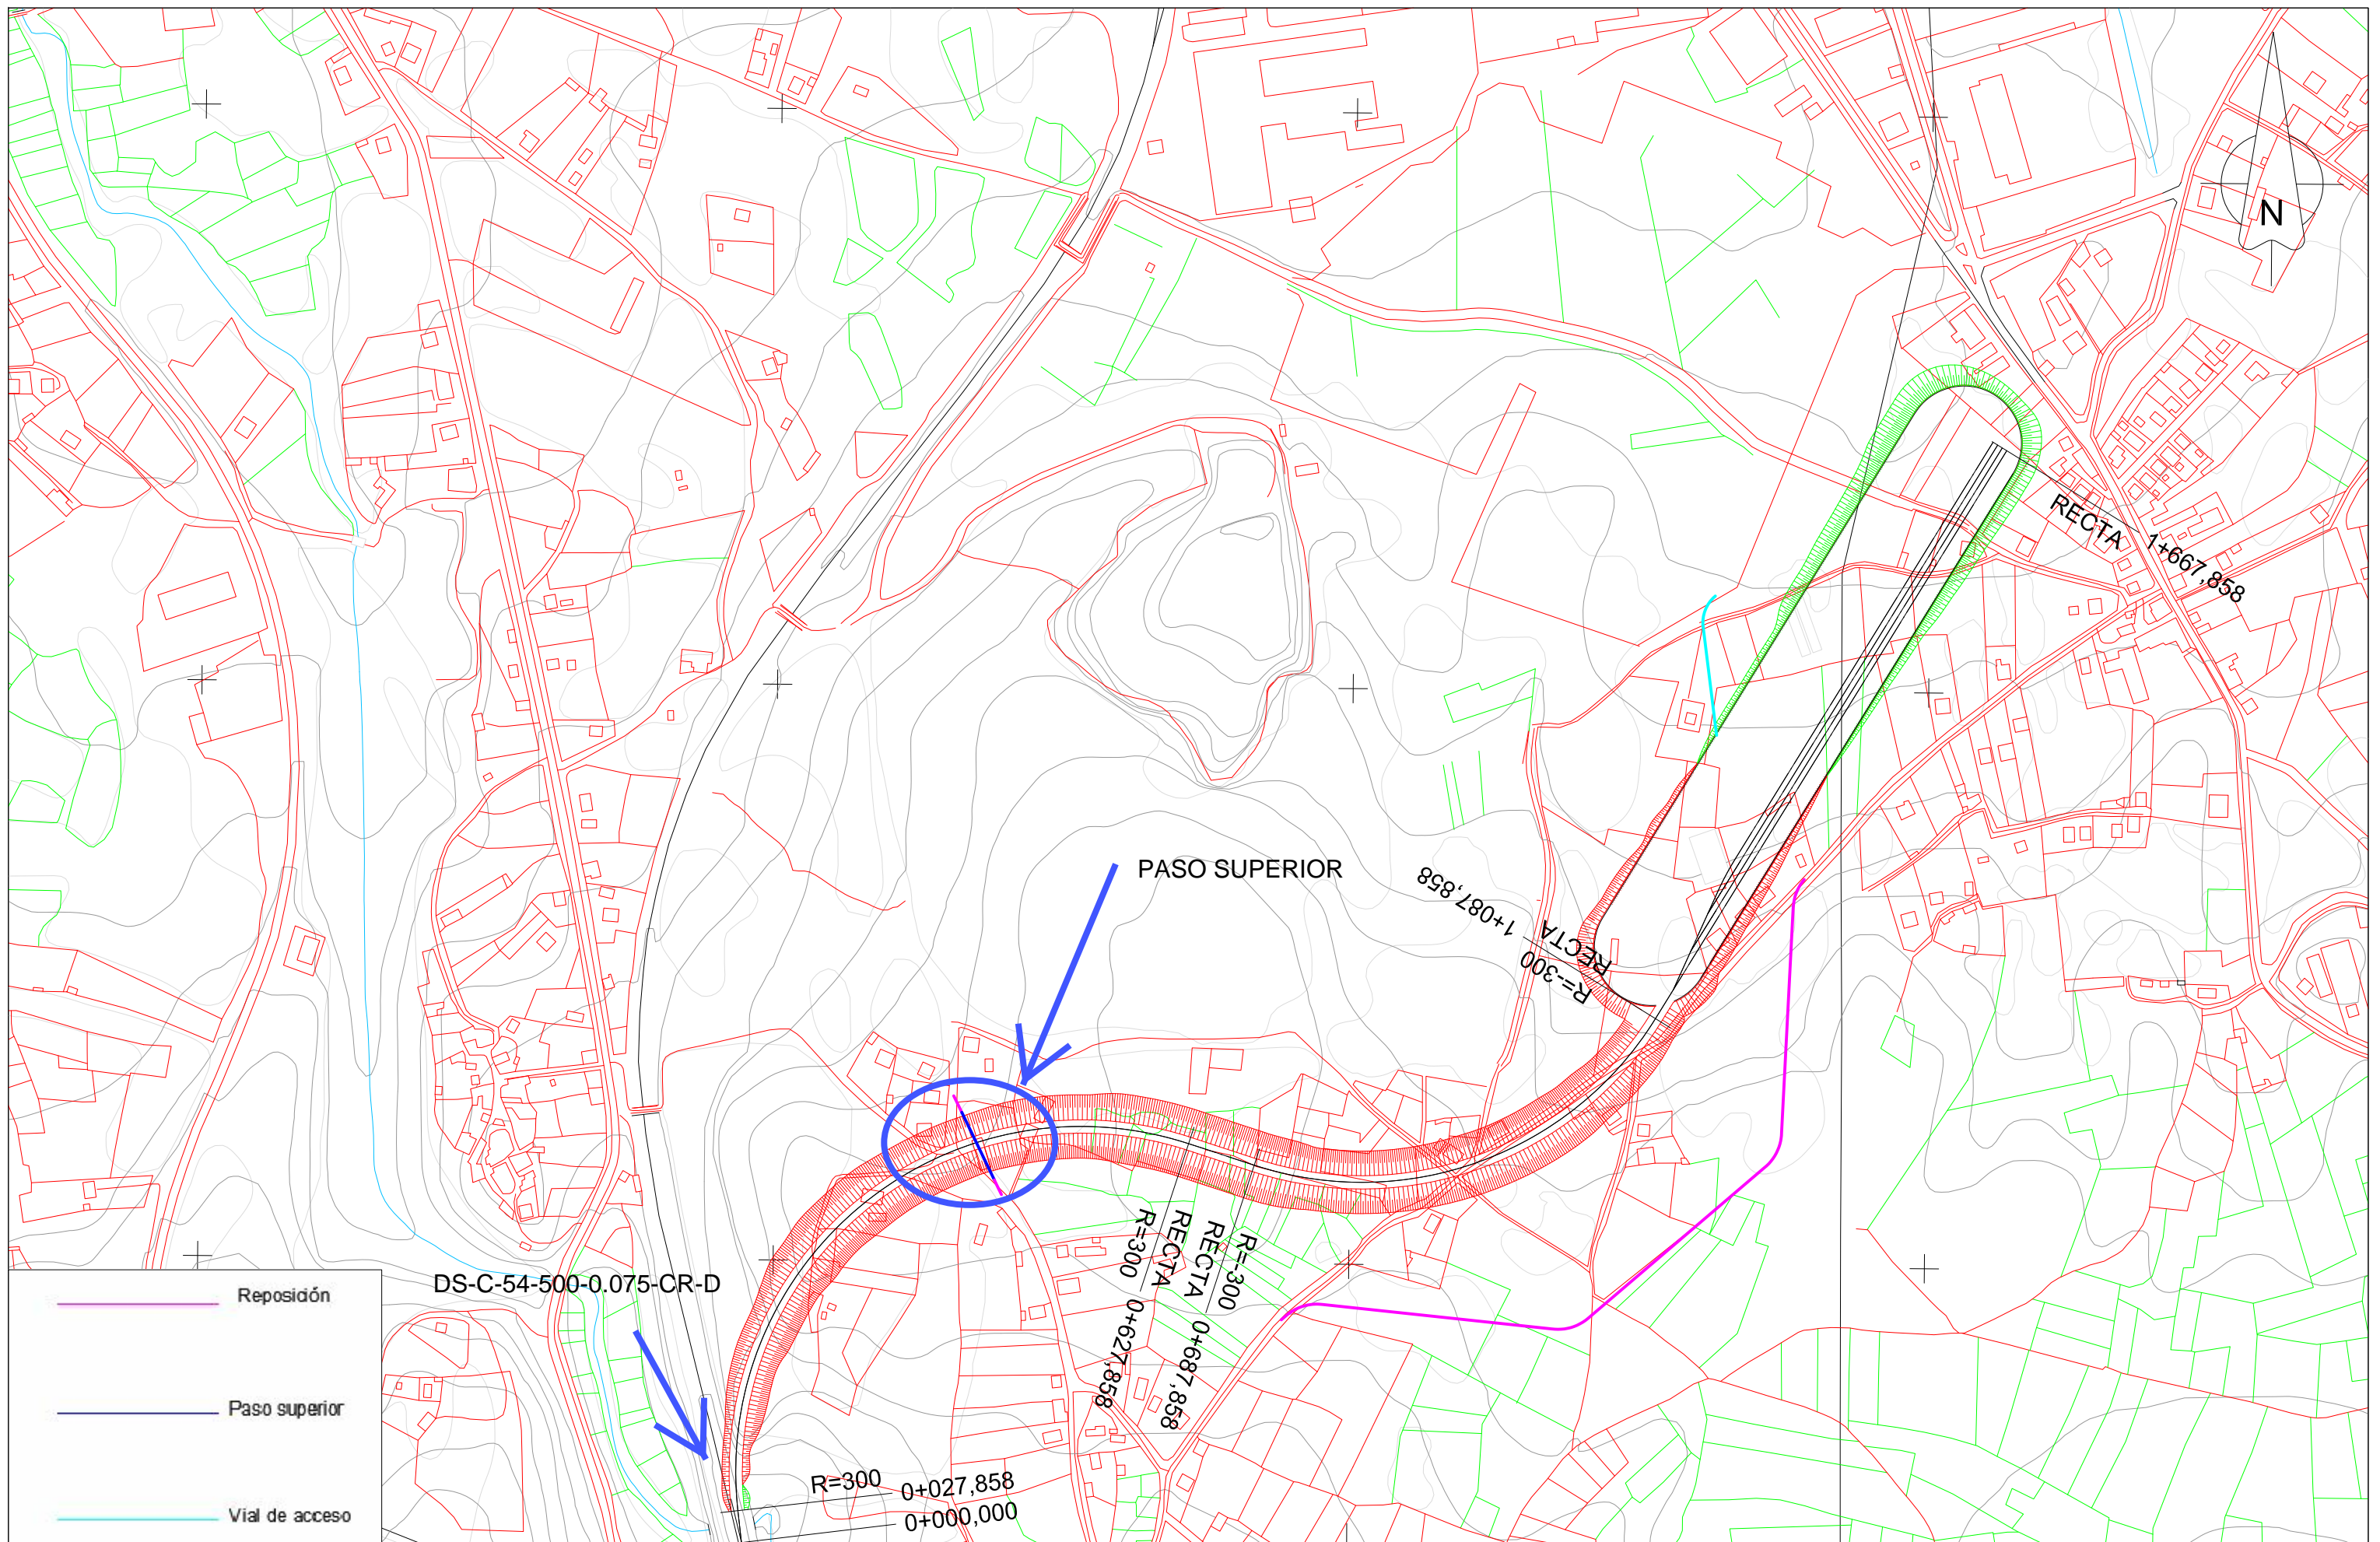 N
RECTA
1+667,858
PASO SUPERIOR
1+087,858
RECTA
R=-300
DS-C-54-500-0.075-CR-D
R=300
RECTA
0+627,858
RECTA
R=-300
0+687,858
R=300
0+027,858
0+000,000
Reposición
Paso superior
Vial de acceso